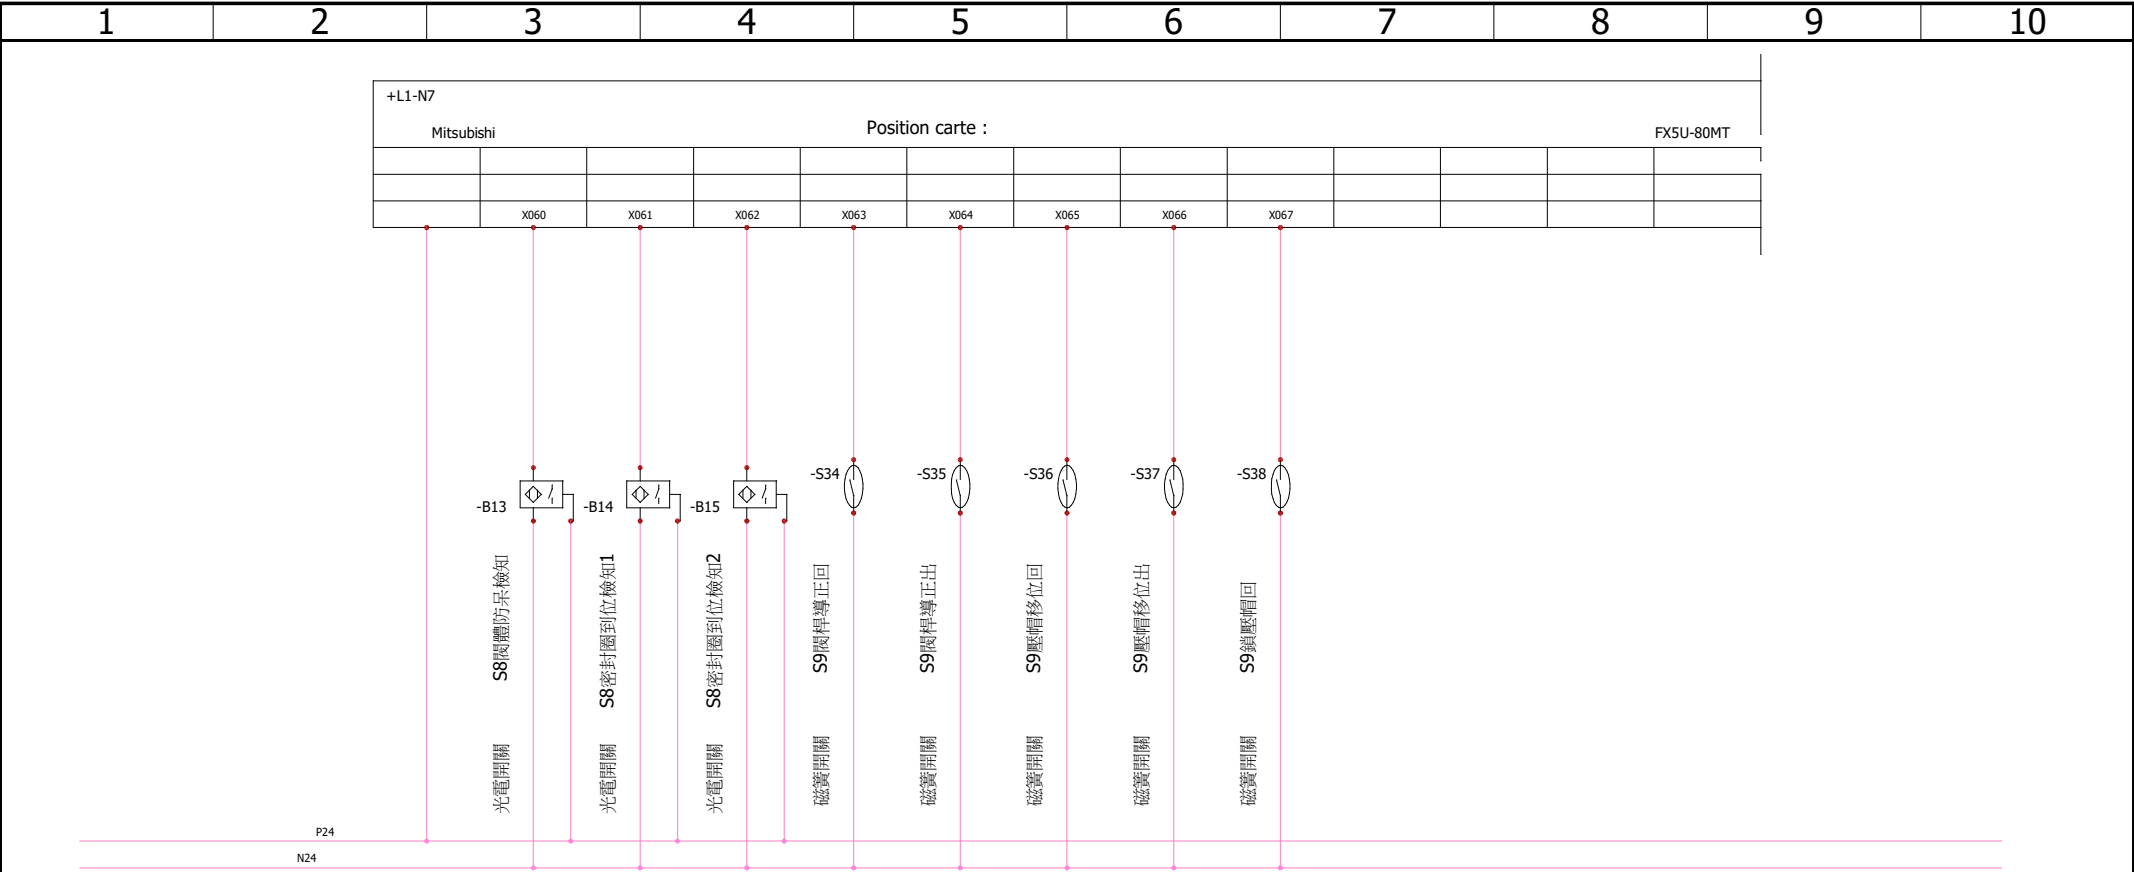 1 2 3 4 5 6 7 8 9 10
+L1-N7
Mitsubishi Position carte : FX5U-80MT
X060 X061 X062 X063 X064 X065 X066 X067
-S34 -S35 -S36 -S37 -S38
-B13 -B14 -B15
S8閥體防呆檢知
S8密封圈到位檢知1
S8密封圈到位檢知2
S9閥桿導正回
S9閥桿導正出
S9壓帽移位回
S9壓帽移位出
S9鎖壓帽回
光電開關
光電開關
光電開關
磁簧開關
磁簧開關
磁簧開關
磁簧開關
磁簧開關
P24
N24